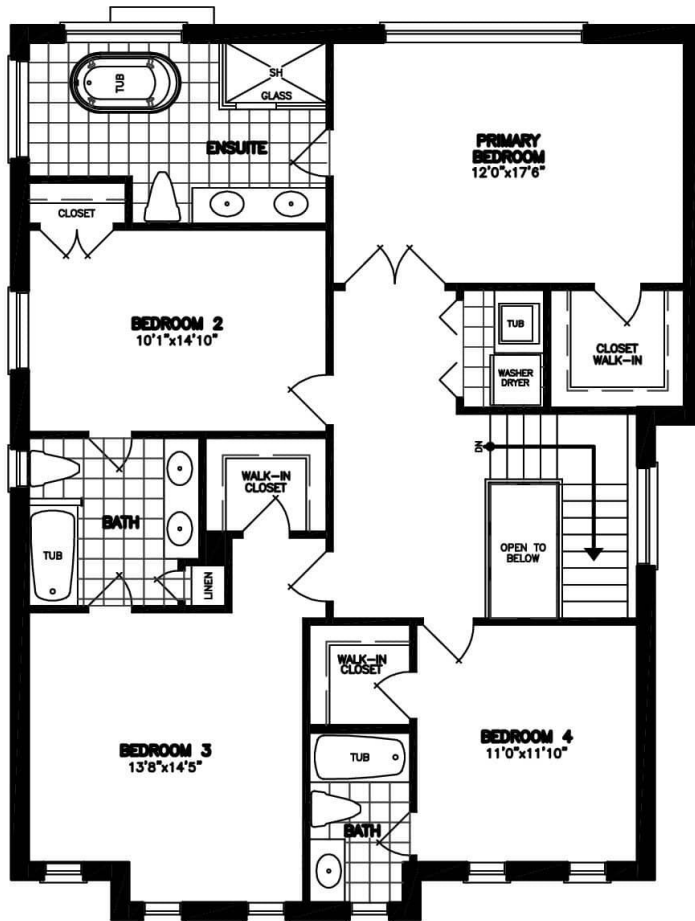 TUB
SH
GLASS
ENSUITE
PRIMARY
BEDROOM
12'0"x17'6"
CLOSET
BEDROOM 2
10'1"x14'10"
TUB
WASHER
DRYER
CLOSET
WALK-IN
DN
WALK-IN
CLOSET
BATH
TUB
LINEN
OPEN TO
BELOW
WALK-IN
CLOSET
BEDROOM 3
13'8"x14'5"
BEDROOM 4
11'0"x11'10"
TUB
BATH